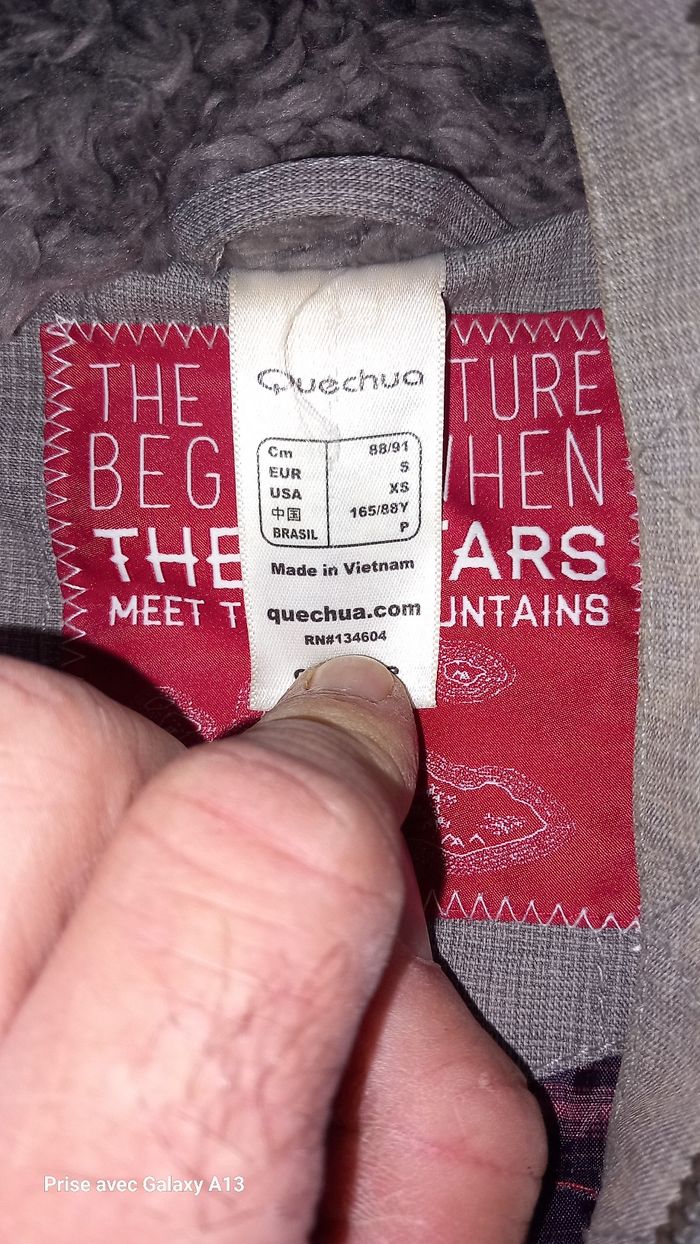 Quechua
Cm 88/91
EUR S
USA XS
中国 165/88Y
BRASIL P
Made in Vietnam
quechua.com
RN#134604
THE TURE
BEG WHEN
THE ARS
MEET T UNTAINS
Prise avec Galaxy A13